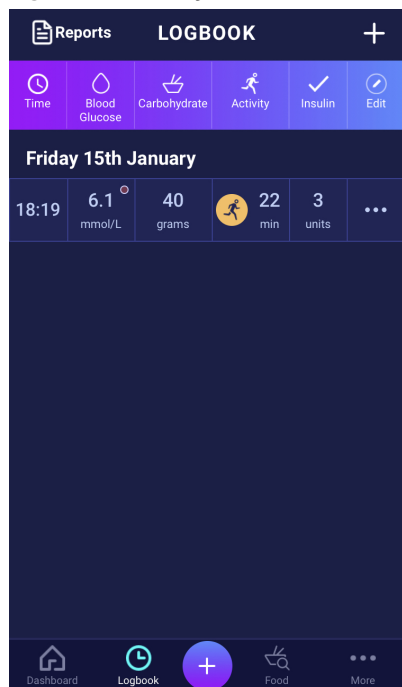 Reports
LOGBOOK
Time
Blood
Glucose
Carbohydrate
Activity
Insulin
Edit
Friday 15th January
18:19
6.1
mmol/L
40
grams
22
min
3
units
Dashboard
Logbook
Food
More